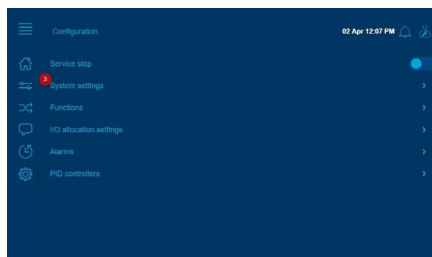 Configuration
02 Apr 12:07 PM
Service stop
3
System settings
Functions
I/O allocation settings
Alarms
PID controllers